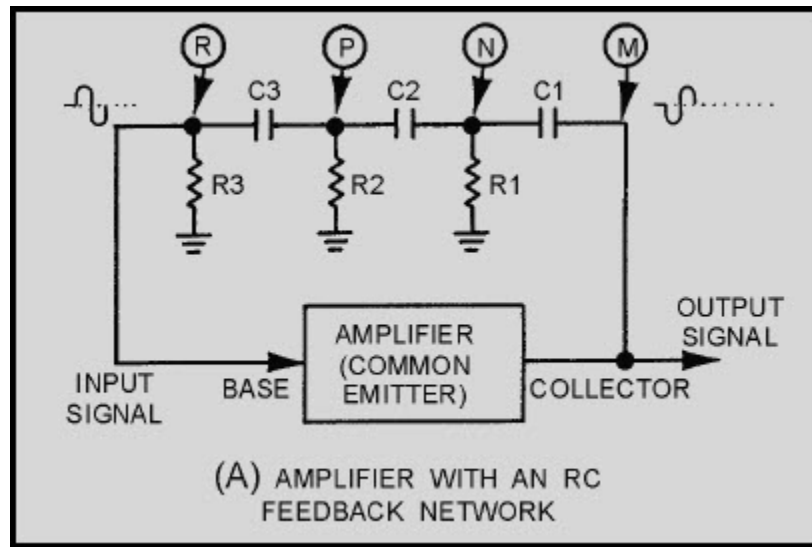 R P N M
C3 C2 C1
R3 R2 R1
AMPLIFIER
(COMMON
EMITTER)
OUTPUT
SIGNAL
INPUT
SIGNAL
BASE
COLLECTOR
(A) AMPLIFIER WITH AN RC
FEEDBACK NETWORK